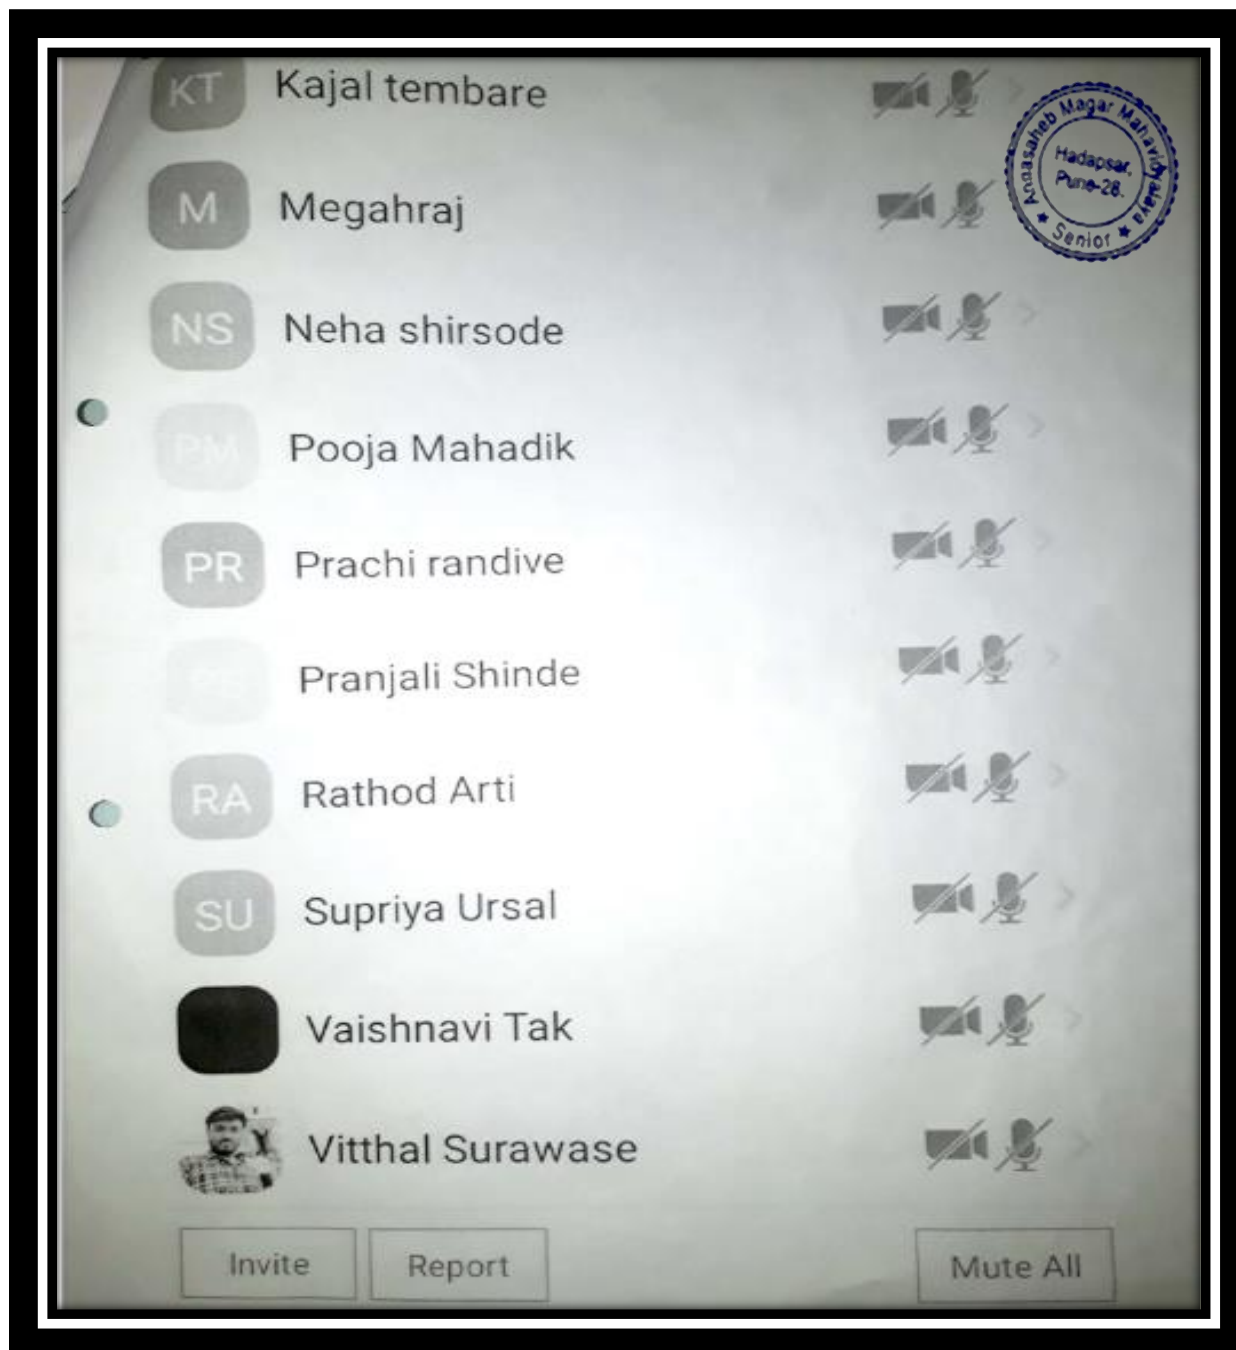 KT Kajal tembare
M Megahraj
NS Neha shirsode
PM Pooja Mahadik
PR Prachi randive
Pranjali Shinde
RA Rathod Arti
SU Supriya Ursal
Vaishnavi Tak
Vitthal Surawase
Invite Report Mute All
Annasaheb Magar Mahavidyalaya
Hadapsar,
Pune-28.
★ Senior ★